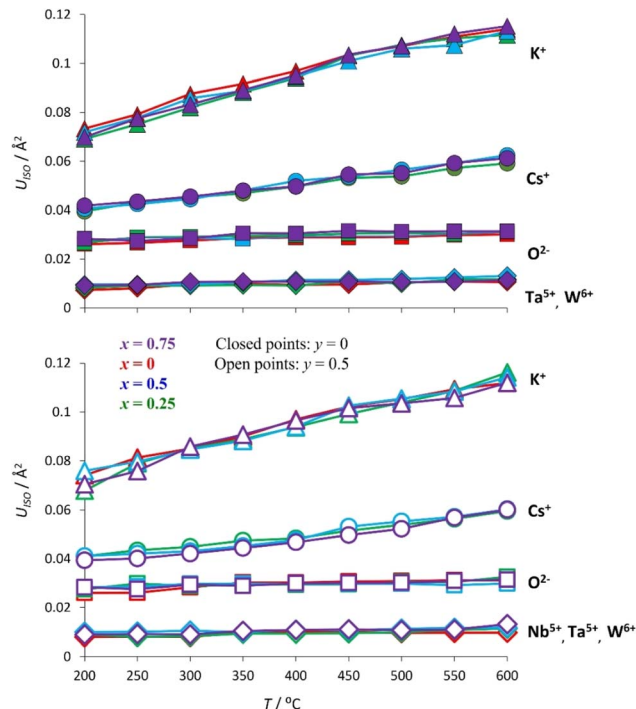 0.12
0.1
0.08
0.06
0.04
0.02
0
U_ISO / Å²
K⁺
Cs⁺
O²⁻
Ta⁵⁺, W⁶⁺
x = 0.75 Closed points: y = 0
x = 0 Open points: y = 0.5
x = 0.5
x = 0.25
0.12
0.1
0.08
0.06
0.04
0.02
0
U_ISO / Å²
K⁺
Cs⁺
O²⁻
Nb⁵⁺, Ta⁵⁺, W⁶⁺
200 250 300 350 400 450 500 550 600
T / ⁰C